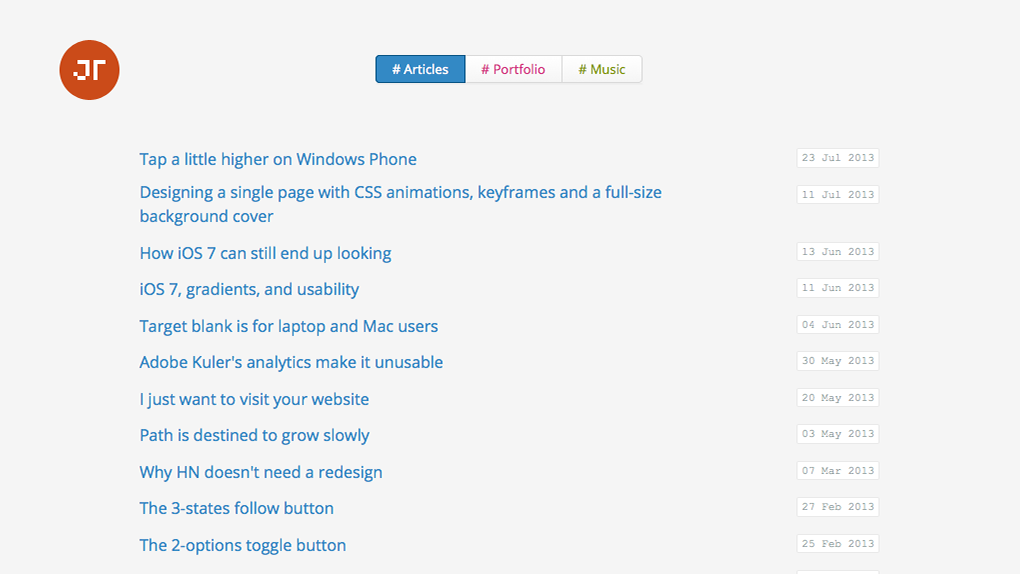 JT
# Articles # Portfolio # Music
Tap a little higher on Windows Phone 23 Jul 2013
Designing a single page with CSS animations, keyframes and a full-size 11 Jul 2013
background cover
How iOS 7 can still end up looking 13 Jun 2013
iOS 7, gradients, and usability 11 Jun 2013
Target blank is for laptop and Mac users 04 Jun 2013
Adobe Kuler's analytics make it unusable 30 May 2013
I just want to visit your website 20 May 2013
Path is destined to grow slowly 03 May 2013
Why HN doesn't need a redesign 07 Mar 2013
The 3-states follow button 27 Feb 2013
The 2-options toggle button 25 Feb 2013